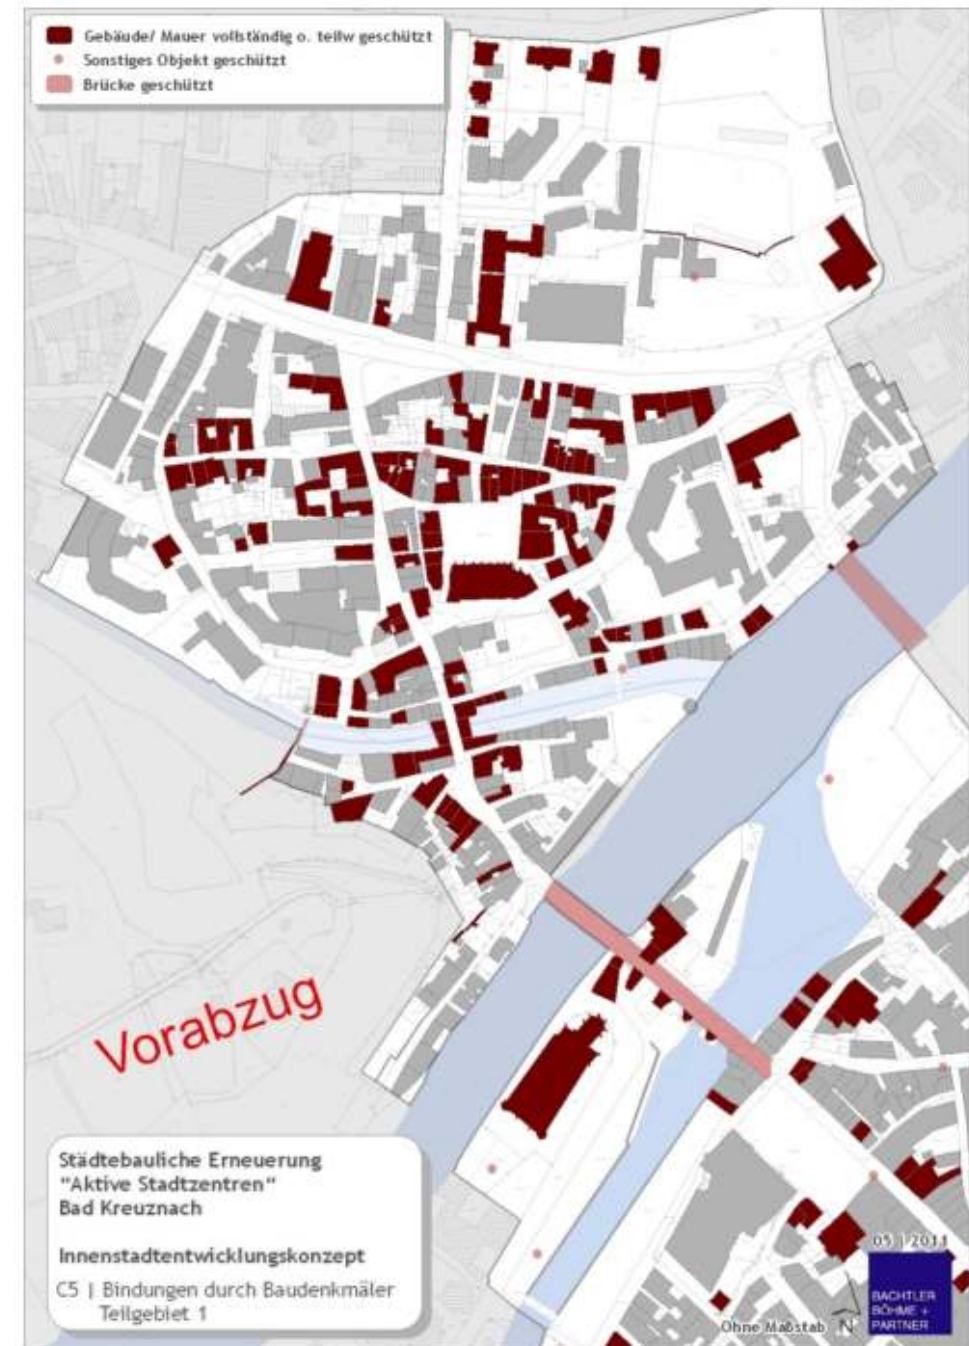 Gebäude/ Mauer vollständig o. teilw geschützt
Sonstiges Objekt geschützt
Brücke geschützt
Vorabzug
Städtebauliche Erneuerung
"Aktive Stadtzentren"
Bad Kreuznach
Innenstadtentwicklungskonzept
C5 | Bindungen durch Baudenkmäler
Teilgebiet 1
05 | 2011
BACHTLER
BÖHME +
PARTNER
Ohne Maßstab N